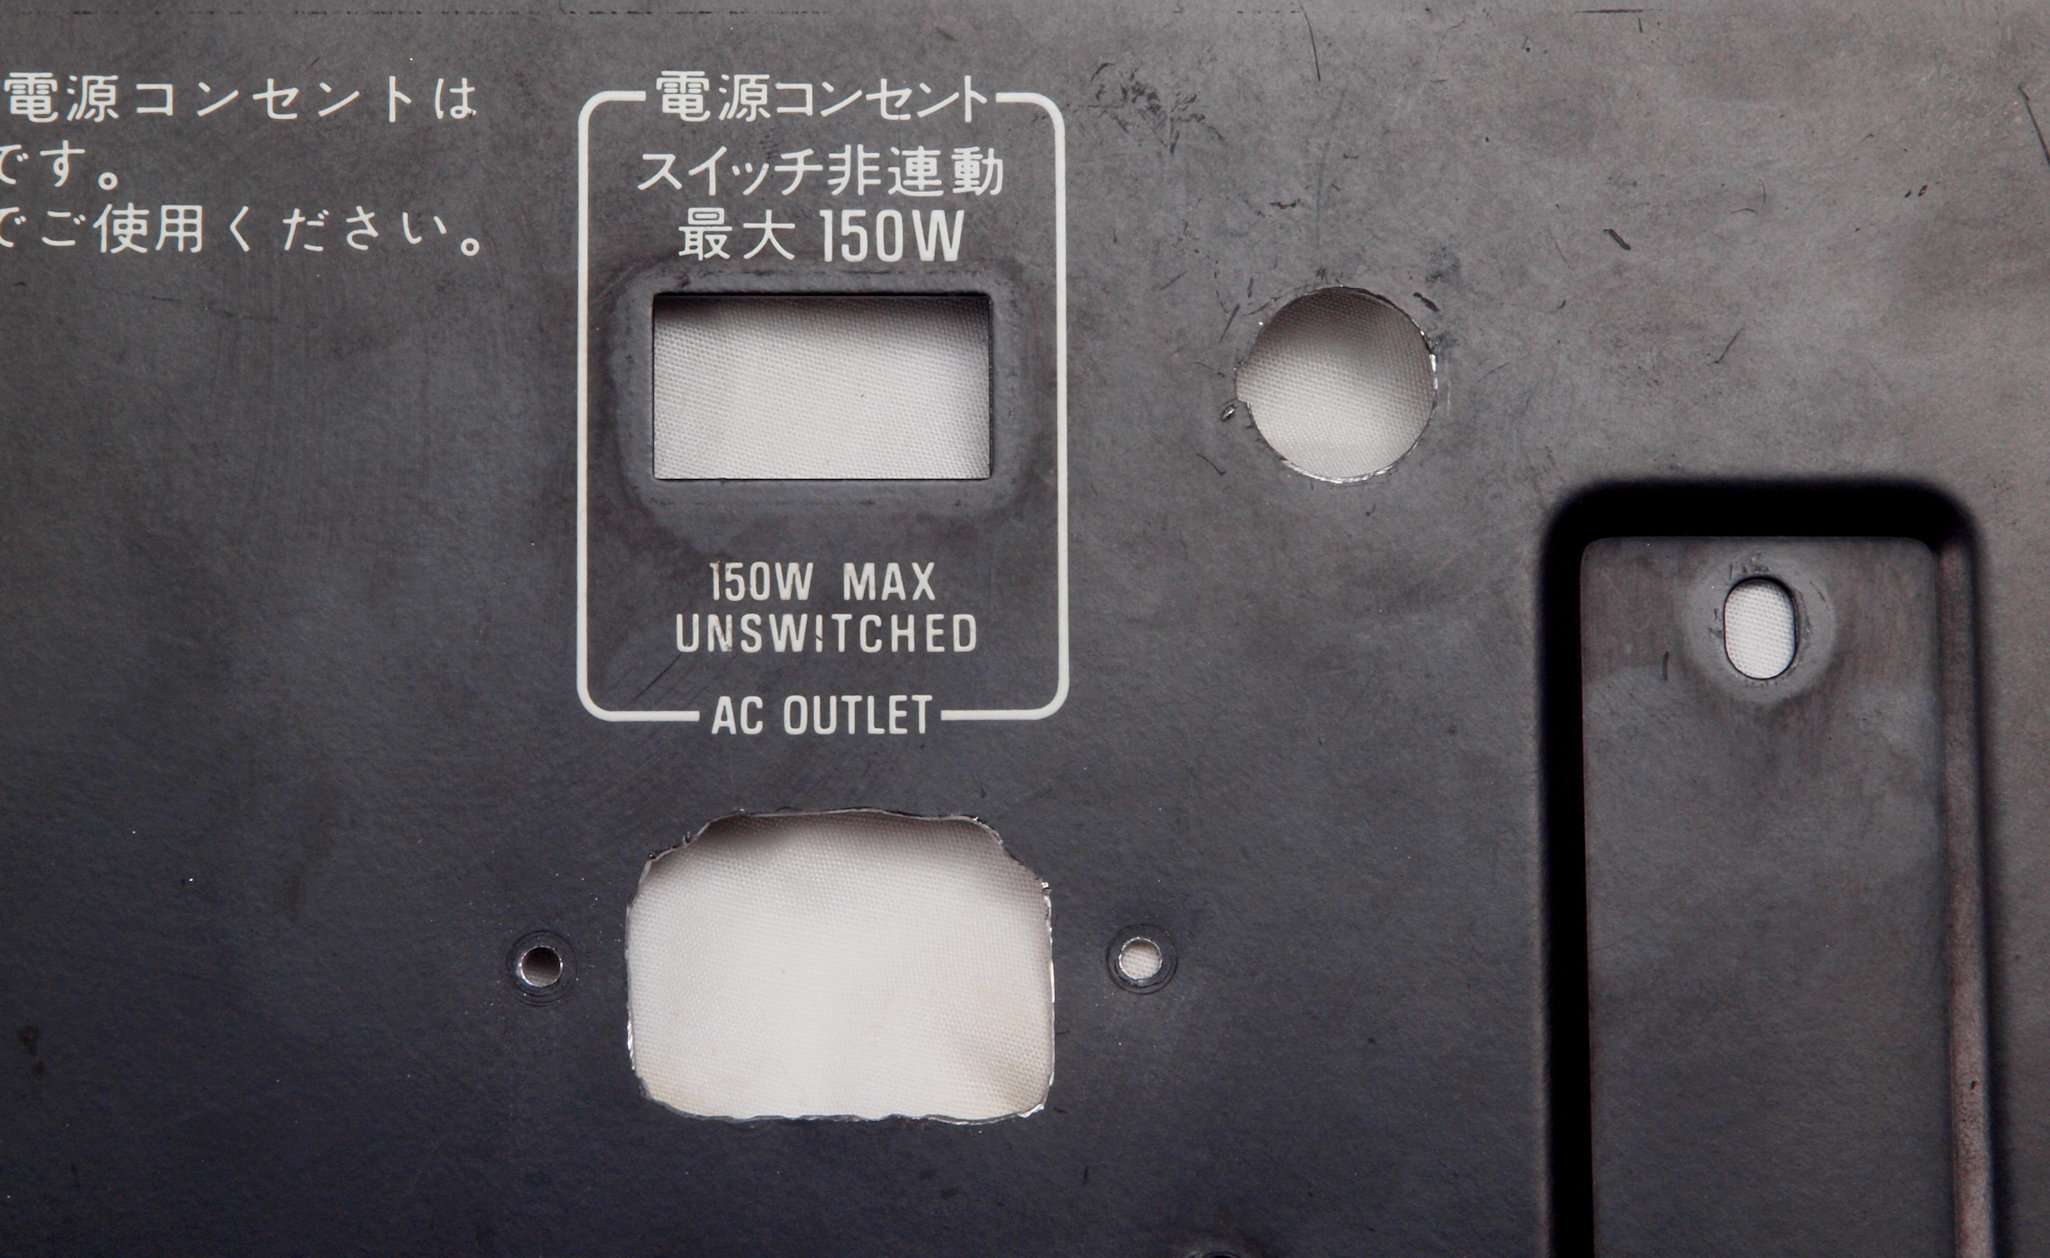 電源コンセントは
です。
でご使用ください。
電源コンセント
スイッチ非連動
最大 150W
150W MAX
UNSWITCHED
AC OUTLET